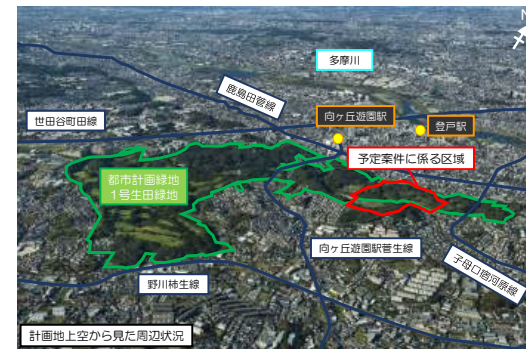 N
多摩川
鹿島田菅線
向ヶ丘遊園駅
登戸駅
世田谷町田線
予定案件に係る区域
都市計画緑地
1号生田緑地
向ヶ丘遊園駅菅生線
子母口宿河原線
野川柿生線
計画地上空から見た周辺状況